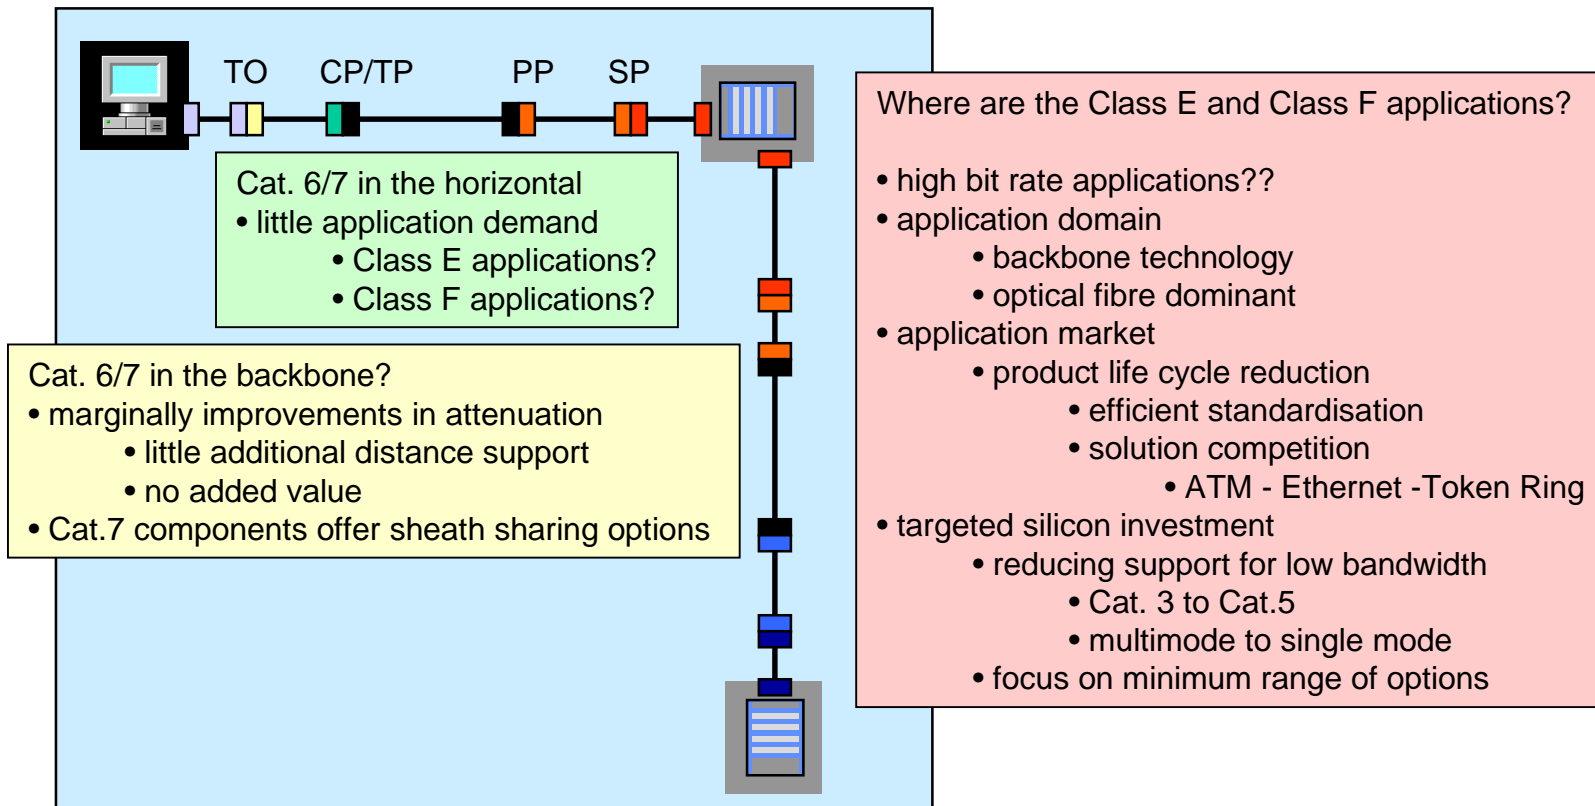 TO CP/TP PP SP
Cat. 6/7 in the horizontal
• little application demand
• Class E applications?
• Class F applications?
Cat. 6/7 in the backbone?
• marginally improvements in attenuation
• little additional distance support
• no added value
• Cat.7 components offer sheath sharing options
Where are the Class E and Class F applications?
• high bit rate applications??
• application domain
• backbone technology
• optical fibre dominant
• application market
• product life cycle reduction
• efficient standardisation
• solution competition
• ATM - Ethernet -Token Ring
• targeted silicon investment
• reducing support for low bandwidth
• Cat. 3 to Cat.5
• multimode to single mode
• focus on minimum range of options